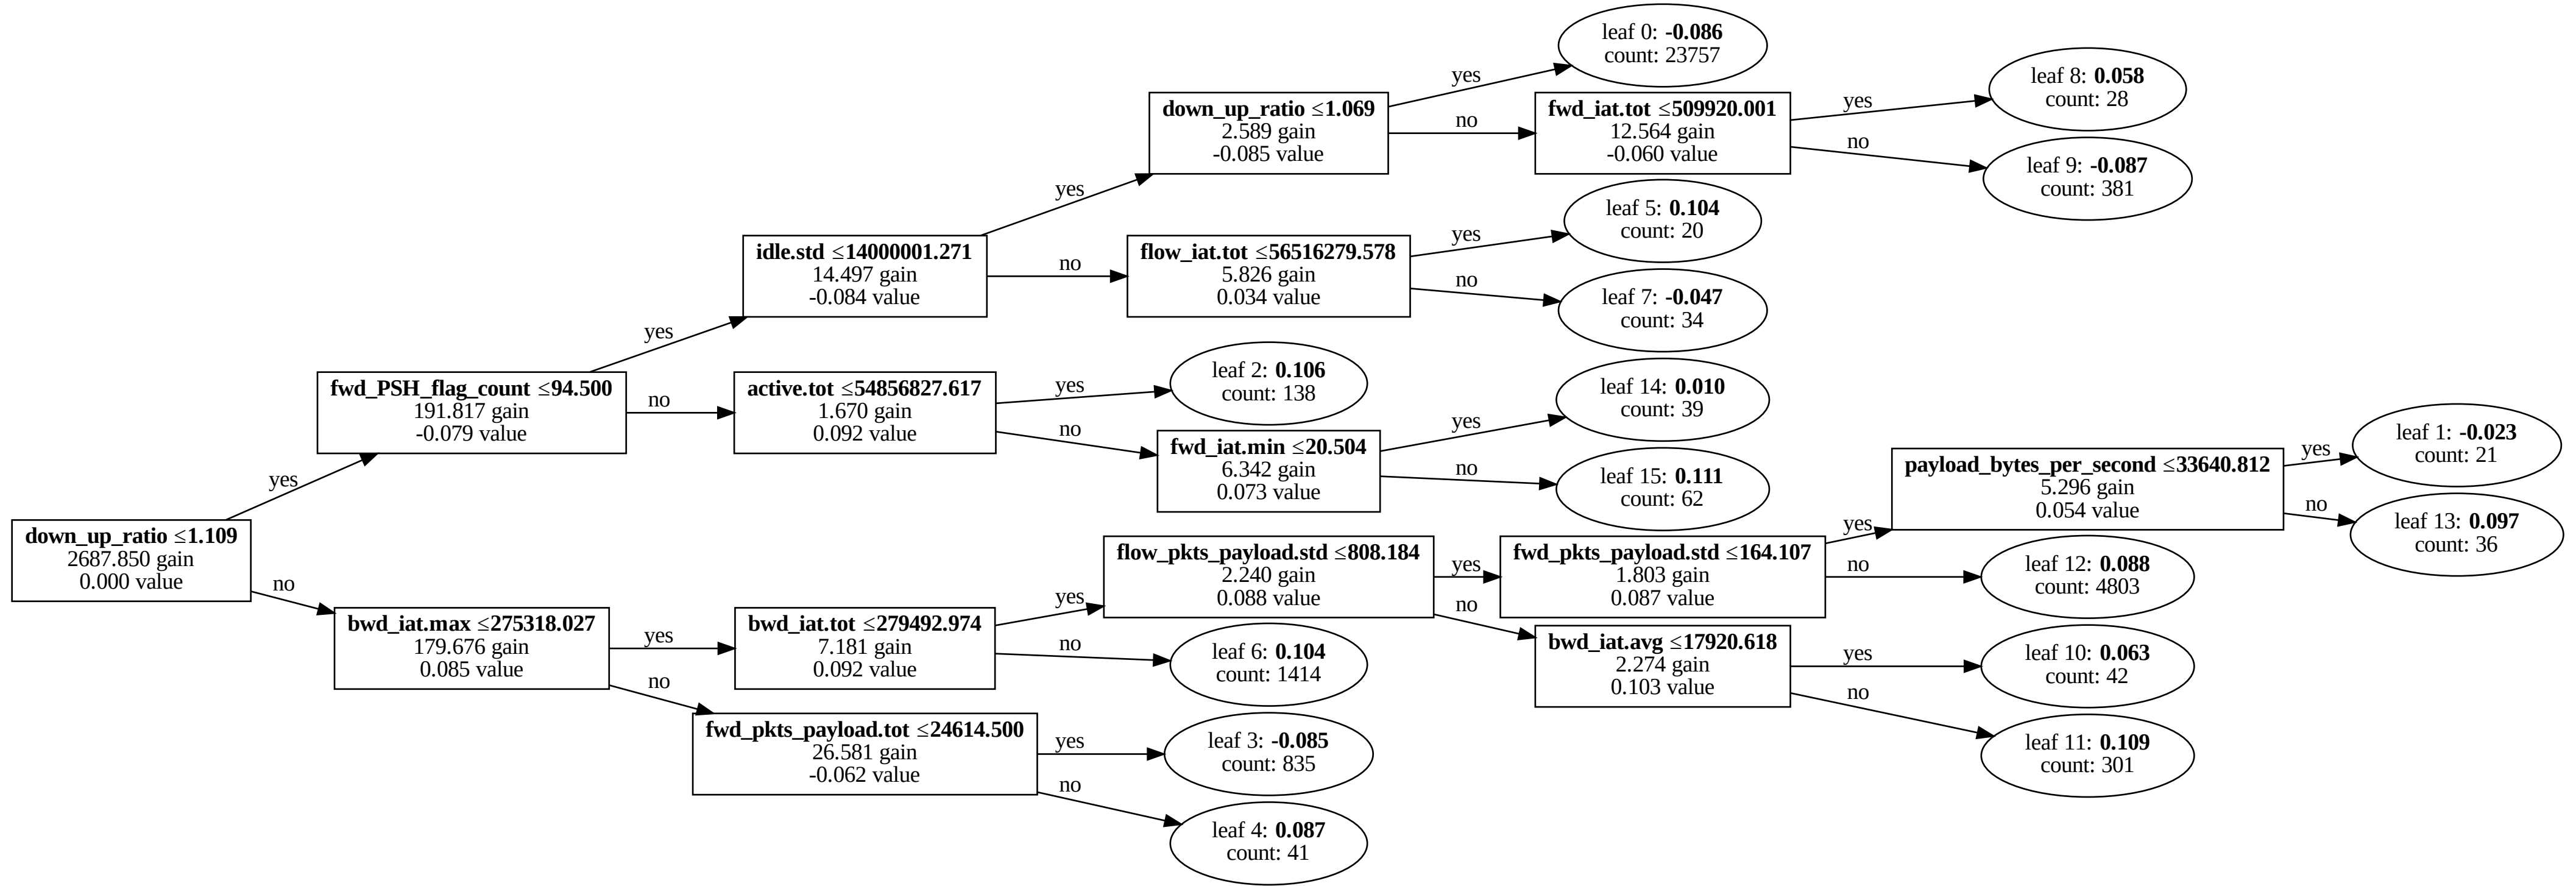 down_up_ratio ≤1.109
2687.850 gain
0.000 value
yes
no
fwd_PSH_flag_count ≤94.500
191.817 gain
-0.079 value
yes
no
idle.std ≤14000001.271
14.497 gain
-0.084 value
yes
no
down_up_ratio ≤1.069
2.589 gain
-0.085 value
yes
no
leaf 0: -0.086
count: 23757
fwd_iat.tot ≤509920.001
12.564 gain
-0.060 value
yes
no
leaf 8: 0.058
count: 28
leaf 9: -0.087
count: 381
flow_iat.tot ≤56516279.578
5.826 gain
0.034 value
yes
no
leaf 5: 0.104
count: 20
leaf 7: -0.047
count: 34
active.tot ≤54856827.617
1.670 gain
0.092 value
yes
no
leaf 2: 0.106
count: 138
fwd_iat.min ≤20.504
6.342 gain
0.073 value
yes
no
leaf 14: 0.010
count: 39
leaf 15: 0.111
count: 62
bwd_iat.max ≤275318.027
179.676 gain
0.085 value
yes
no
bwd_iat.tot ≤279492.974
7.181 gain
0.092 value
yes
no
flow_pkts_payload.std ≤808.184
2.240 gain
0.088 value
yes
no
fwd_pkts_payload.std ≤164.107
1.803 gain
0.087 value
yes
no
payload_bytes_per_second ≤33640.812
5.296 gain
0.054 value
yes
no
leaf 1: -0.023
count: 21
leaf 13: 0.097
count: 36
leaf 12: 0.088
count: 4803
bwd_iat.avg ≤17920.618
2.274 gain
0.103 value
yes
no
leaf 10: 0.063
count: 42
leaf 11: 0.109
count: 301
leaf 6: 0.104
count: 1414
fwd_pkts_payload.tot ≤24614.500
26.581 gain
-0.062 value
yes
no
leaf 3: -0.085
count: 835
leaf 4: 0.087
count: 41